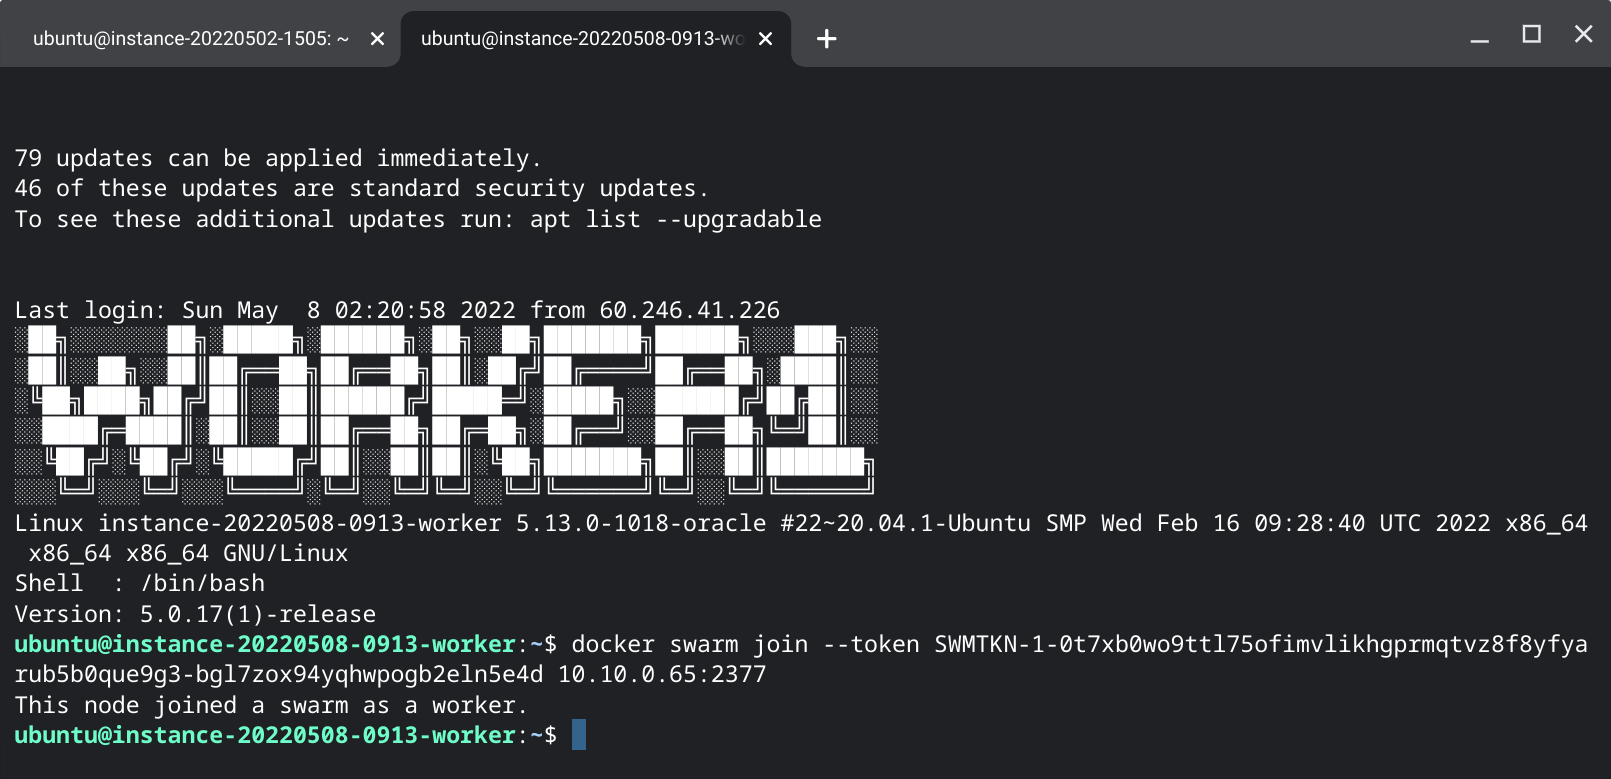 ubuntu@instance-20220502-1505: ~
ubuntu@instance-20220508-0913-wo
79 updates can be applied immediately.
46 of these updates are standard security updates.
To see these additional updates run: apt list --upgradable
Last login: Sun May  8 02:20:58 2022 from 60.246.41.226
WORKER1
Linux instance-20220508-0913-worker 5.13.0-1018-oracle #22~20.04.1-Ubuntu SMP Wed Feb 16 09:28:40 UTC 2022 x86_64
 x86_64 x86_64 GNU/Linux
Shell  : /bin/bash
Version: 5.0.17(1)-release
ubuntu@instance-20220508-0913-worker:~$ docker swarm join --token SWMTKN-1-0t7xb0wo9ttl75ofimvlikhgprmqtvz8f8yfya
rub5b0que9g3-bgl7zox94yqhwpogb2eln5e4d 10.10.0.65:2377
This node joined a swarm as a worker.
ubuntu@instance-20220508-0913-worker:~$